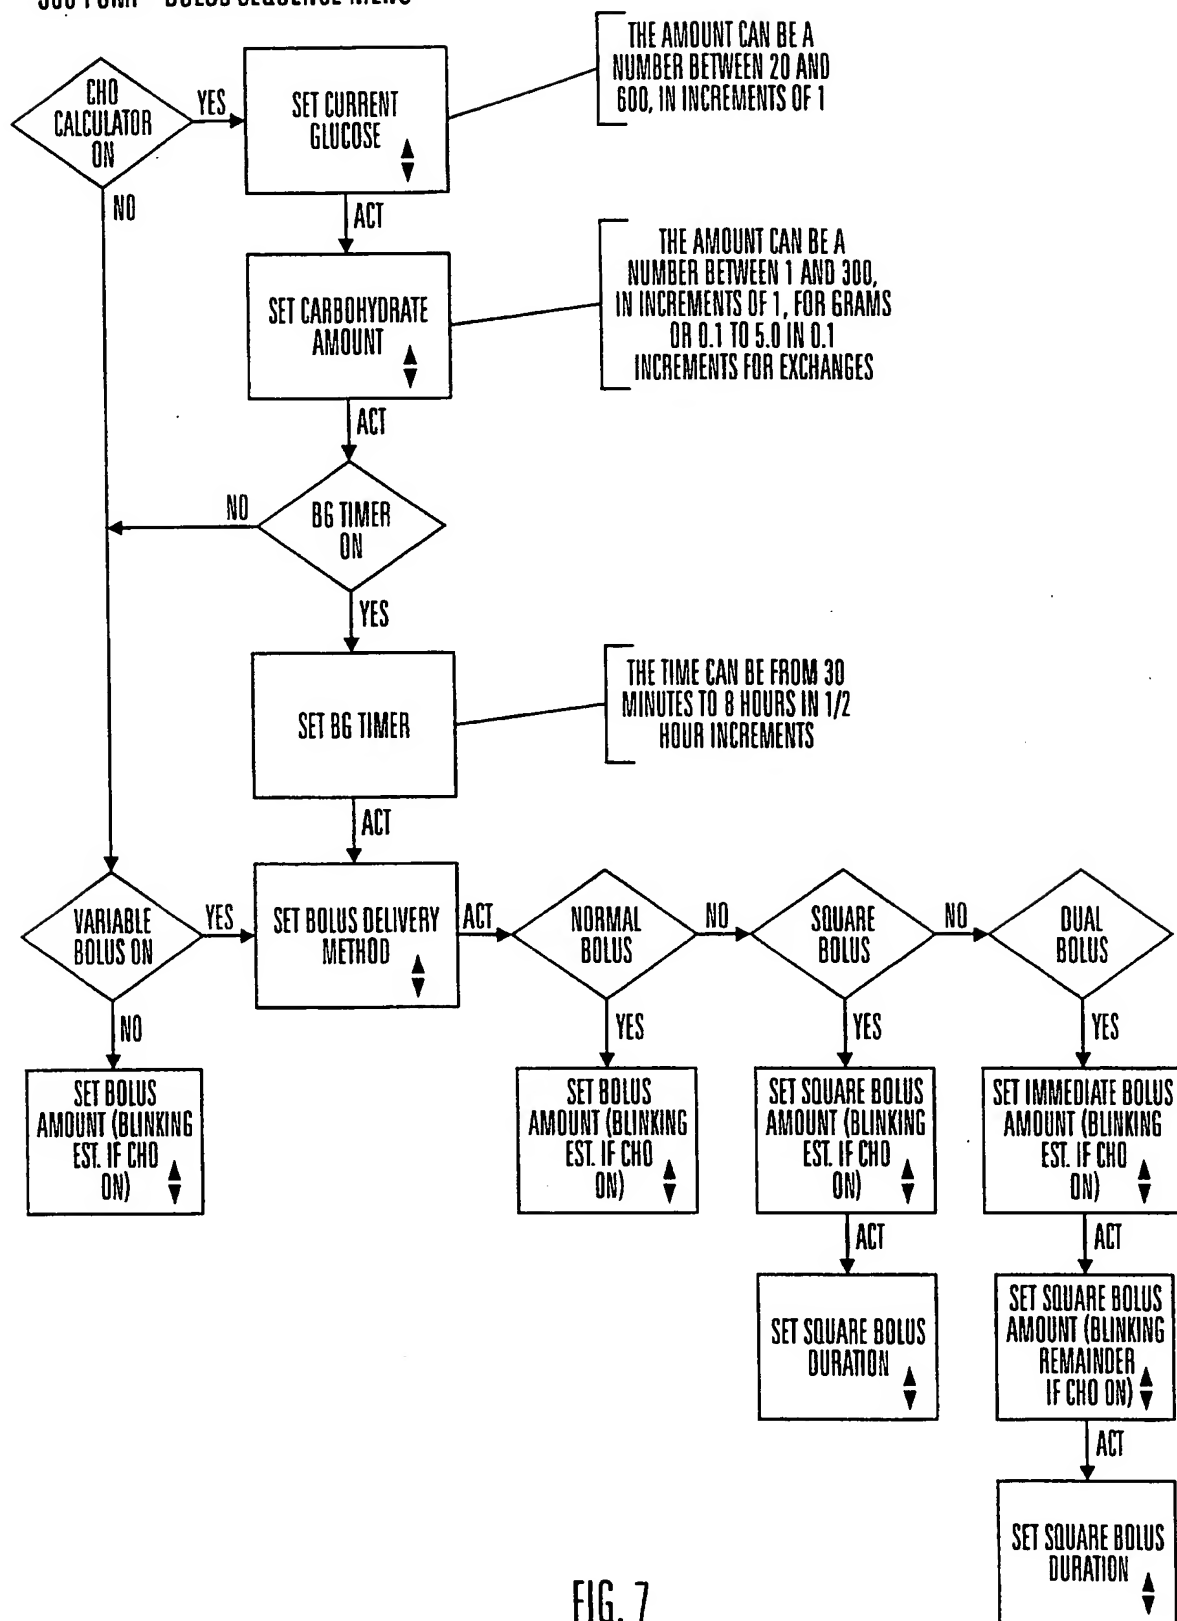 BOLUS SEQUENCE MENU
THE AMOUNT CAN BE A
NUMBER BETWEEN 20 AND
600, IN INCREMENTS OF 1
CHO
CALCULATOR
ON
YES
SET CURRENT
GLUCOSE
NO
ACT
THE AMOUNT CAN BE A
NUMBER BETWEEN 1 AND 300,
IN INCREMENTS OF 1, FOR GRAMS
OR 0.1 TO 5.0 IN 0.1
INCREMENTS FOR EXCHANGES
SET CARBOHYDRATE
AMOUNT
ACT
NO
BG TIMER
ON
YES
THE TIME CAN BE FROM 30
MINUTES TO 8 HOURS IN 1/2
HOUR INCREMENTS
SET BG TIMER
ACT
VARIABLE
BOLUS ON
YES
SET BOLUS DELIVERY
METHOD
ACT
NORMAL
BOLUS
NO
SQUARE
BOLUS
NO
DUAL
BOLUS
NO
YES
YES
YES
SET BOLUS
AMOUNT (BLINKING
EST. IF CHO
ON)
SET BOLUS
AMOUNT (BLINKING
EST. IF CHO
ON)
SET SQUARE BOLUS
AMOUNT (BLINKING
EST. IF CHO
ON)
SET IMMEDIATE BOLUS
AMOUNT (BLINKING
EST. IF CHO
ON)
ACT
ACT
SET SQUARE BOLUS
DURATION
SET SQUARE BOLUS
AMOUNT (BLINKING
REMAINDER
IF CHO ON)
ACT
SET SQUARE BOLUS
DURATION
FIG. 7